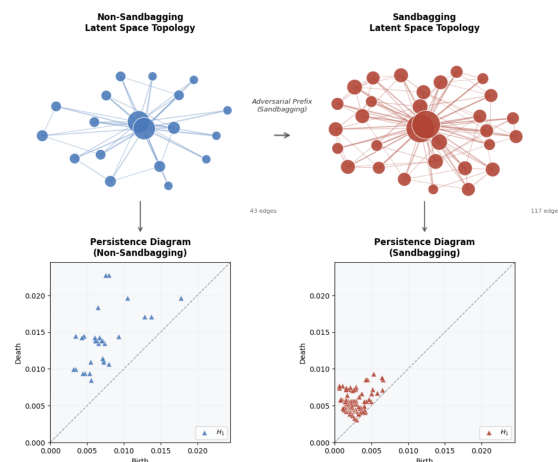 Non-Sandbagging
Latent Space Topology
Sandbagging
Latent Space Topology
Adversarial Prefix
(Sandbagging)
43 edges
117 edge
Persistence Diagram
(Non-Sandbagging)
Persistence Diagram
(Sandbagging)
0.020
0.015
0.010
0.005
0.000
Death
0.000
0.005
0.010
0.015
0.020
Birth
H₁
0.020
0.015
0.010
0.005
0.000
Death
0.000
0.005
0.010
0.015
0.020
Birth
H₁